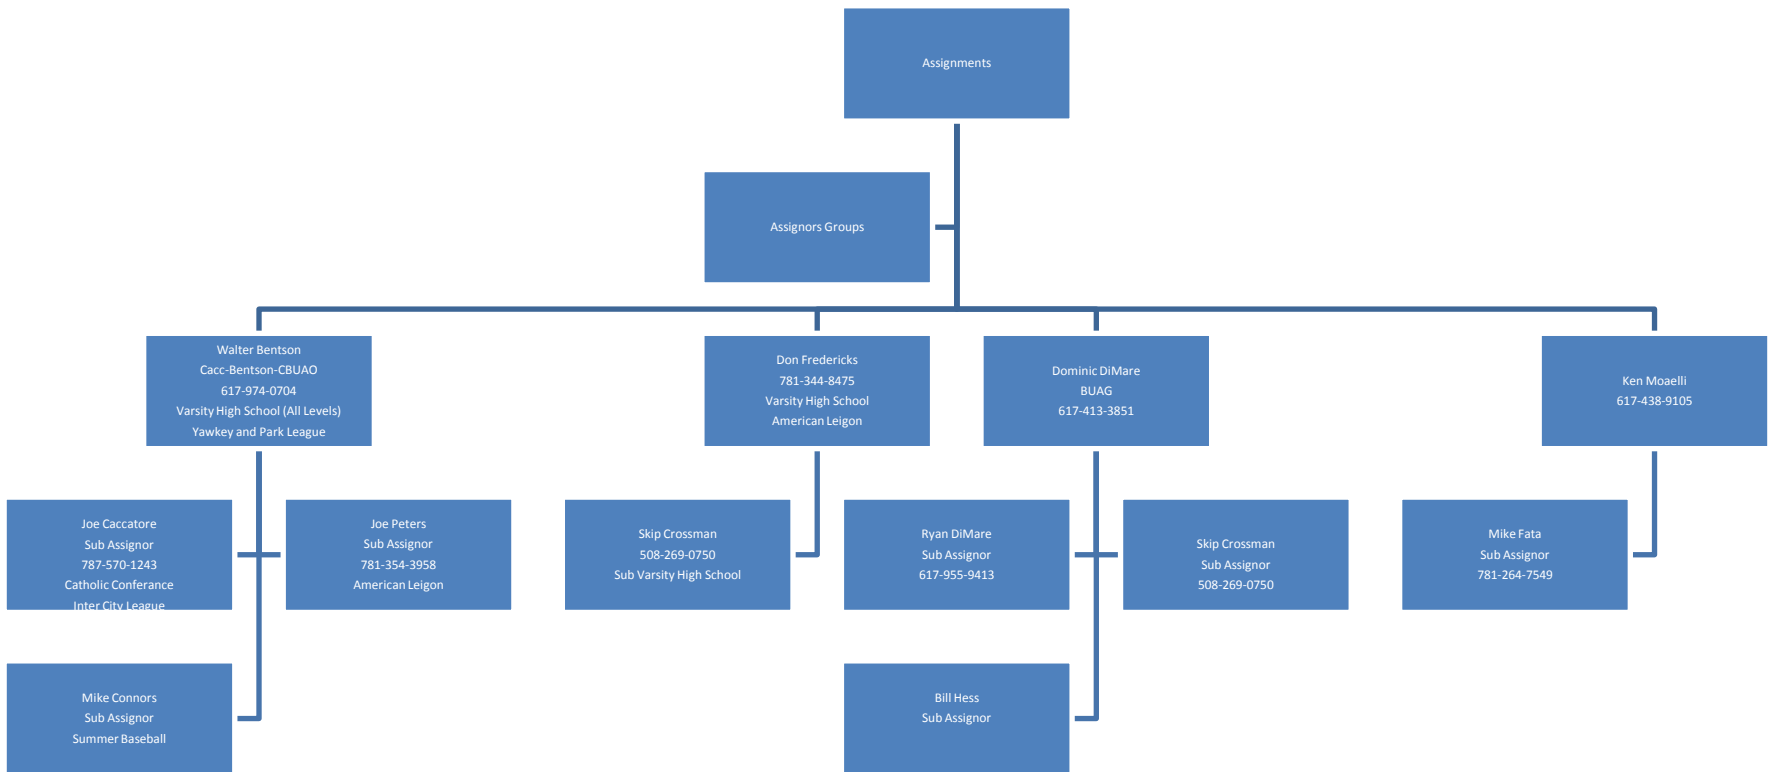 Assignments
Assignors Groups
Walter Bentson
Cacc-Bentson-CBUAO
617-974-0704
Varsity High School (All Levels)
Yawkey and Park League
Don Fredericks
781-344-8475
Varsity High School
American Leigon
Dominic DiMare
BUAG
617-413-3851
Ken Moaelli
617-438-9105
Joe Caccatore
Sub Assignor
787-570-1243
Catholic Conferance
Inter City League
Joe Peters
Sub Assignor
781-354-3958
American Leigon
Skip Crossman
508-269-0750
Sub Varsity High School
Ryan DiMare
Sub Assignor
617-955-9413
Skip Crossman
Sub Assignor
508-269-0750
Mike Fata
Sub Assignor
781-264-7549
Mike Connors
Sub Assignor
Summer Baseball
Bill Hess
Sub Assignor